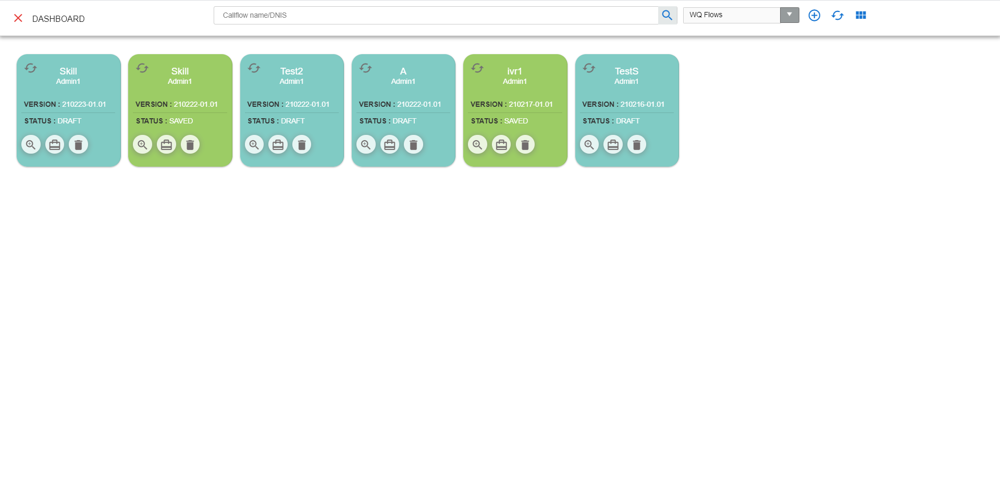 DASHBOARD
Callflow name/DNIS
WQ Flows
Skill
Admin1
VERSION : 210223-01.01
STATUS : DRAFT
Skill
Admin1
VERSION : 210222-01.01
STATUS : SAVED
Test2
Admin1
VERSION : 210222-01.01
STATUS : DRAFT
A
Admin1
VERSION : 210222-01.01
STATUS : DRAFT
ivr1
Admin1
VERSION : 210217-01.01
STATUS : SAVED
TestS
Admin1
VERSION : 210216-01.01
STATUS : DRAFT